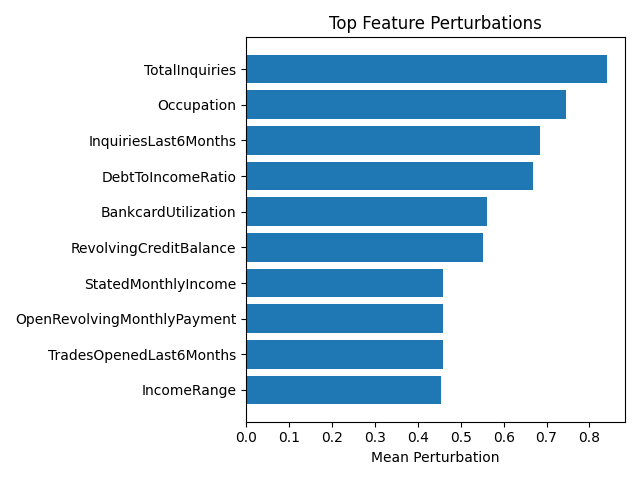 Top Feature Perturbations
TotalInquiries
Occupation
InquiriesLast6Months
DebtToIncomeRatio
BankcardUtilization
RevolvingCreditBalance
StatedMonthlyIncome
OpenRevolvingMonthlyPayment
TradesOpenedLast6Months
IncomeRange
0.0 0.1 0.2 0.3 0.4 0.5 0.6 0.7 0.8
Mean Perturbation